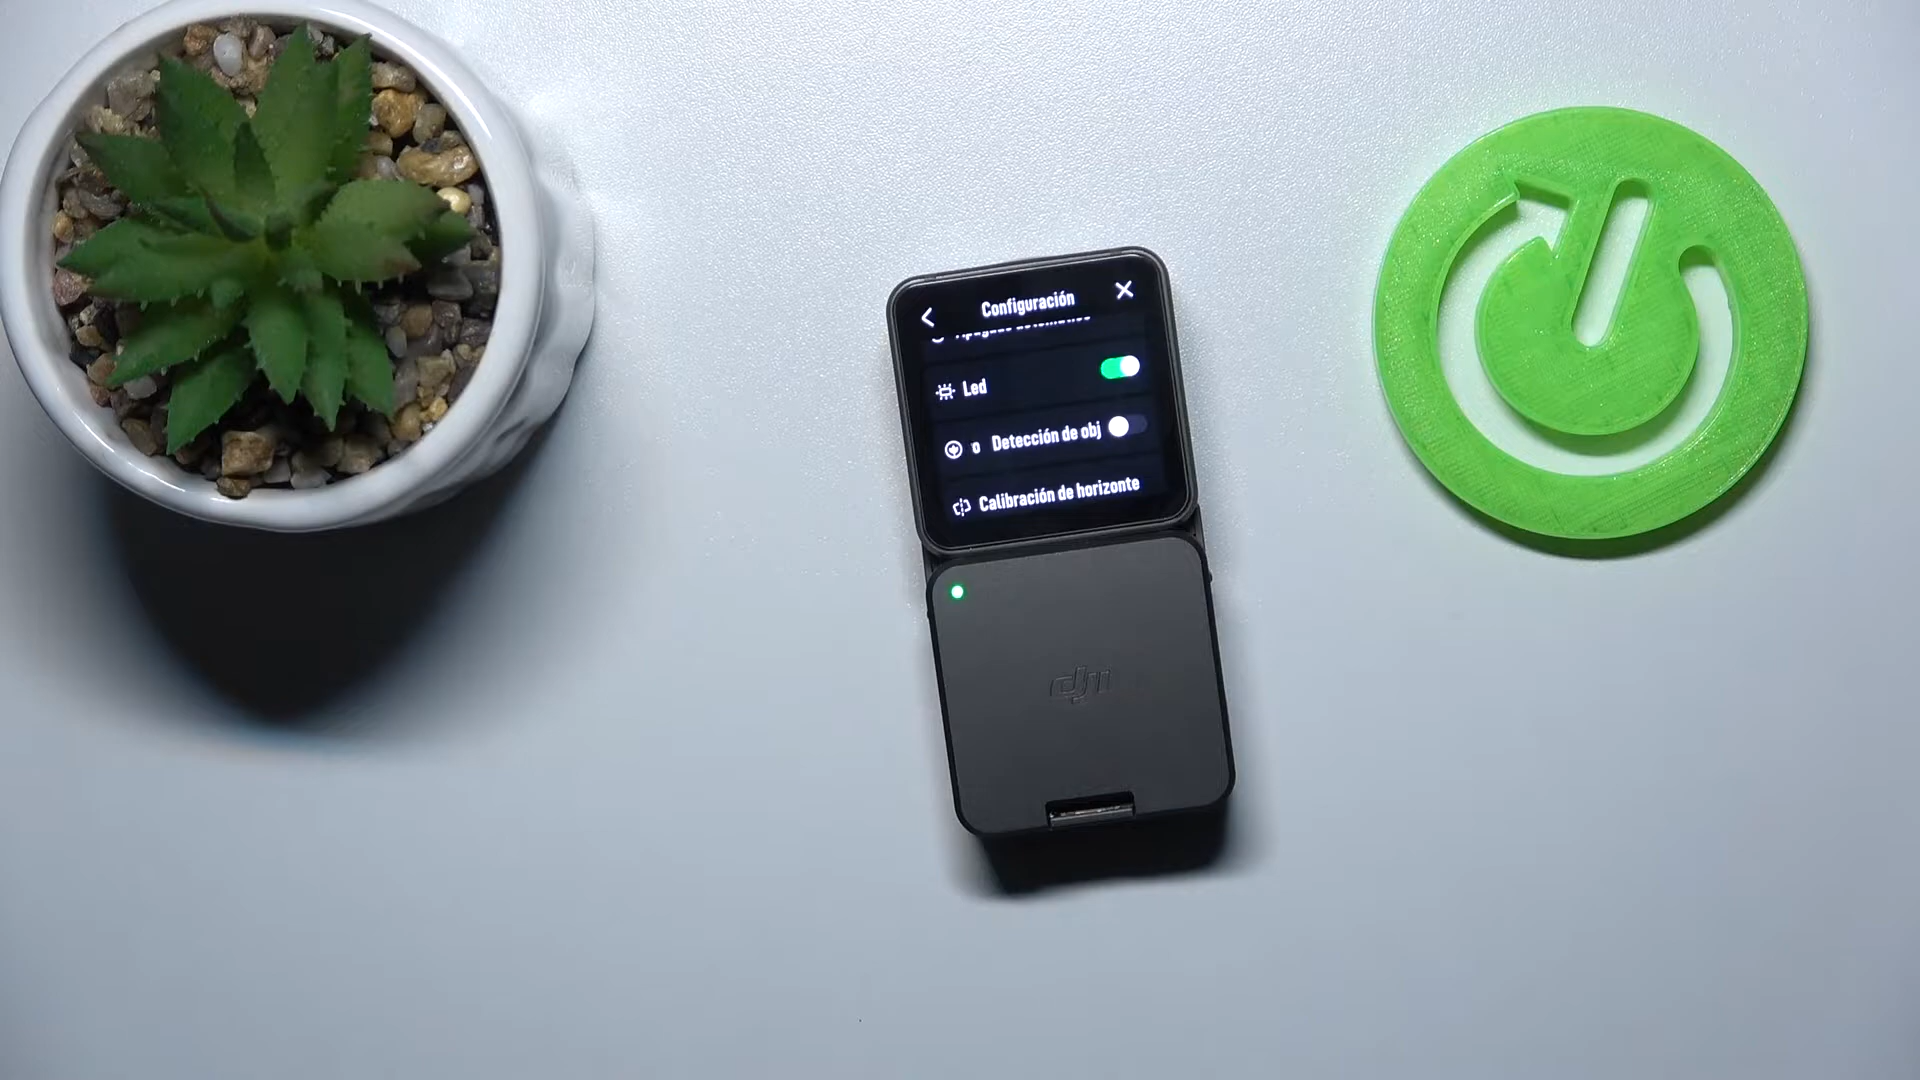 Configuración
Led
o Detección de obj
Calibración de horizonte
dji